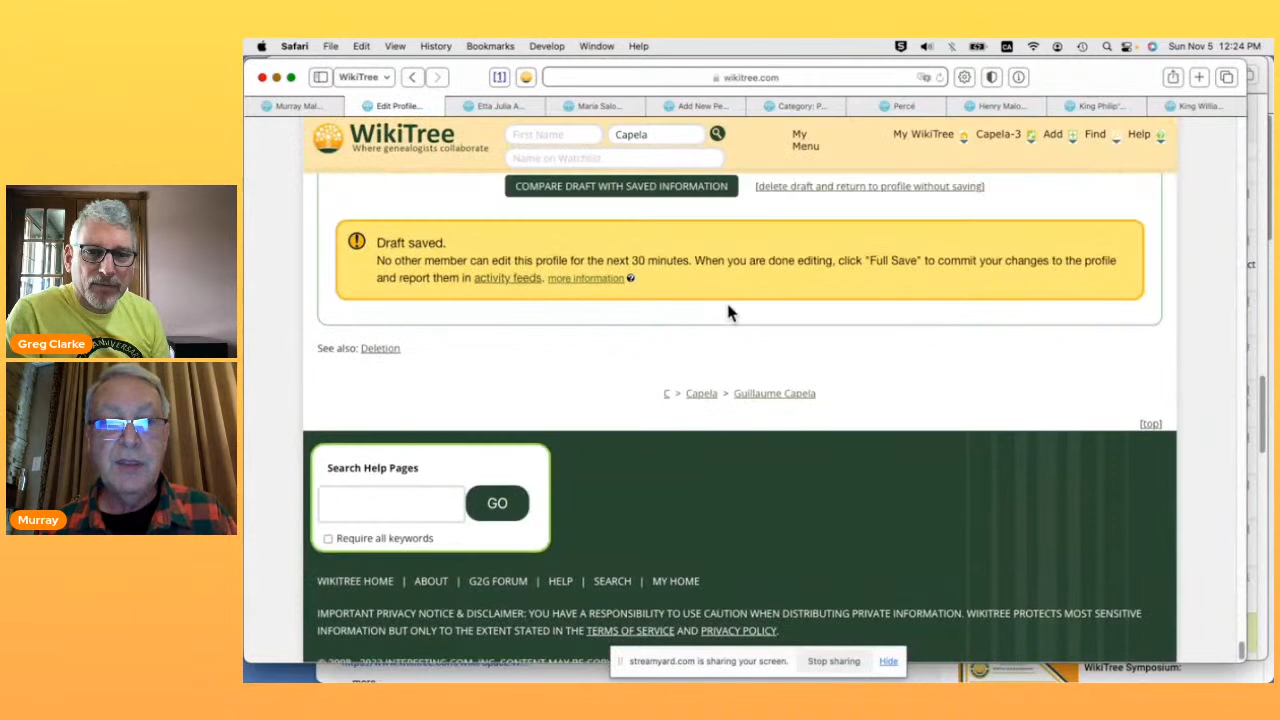 Safari File Edit View History Bookmarks Develop Window Help
CA
Sun Nov 5 12:24 PM
WikiTree
[1]
wikitree.com
Murray Mal...
Edit Profile...
Etta Julia A...
Maria Salo...
Add New Pe...
Category: P...
Percé
Henry Malo...
King Philip'...
King Willia...
WikiTree
Where genealogists collaborate
First Name
Capela
Name on Watchlist
My Menu
My WikiTree
Capela-3
Add
Find
Help
COMPARE DRAFT WITH SAVED INFORMATION
[delete draft and return to profile without saving]
Draft saved.
No other member can edit this profile for the next 30 minutes. When you are done editing, click "Full Save" to commit your changes to the profile
and report them in activity feeds. more information
See also: Deletion
C > Capela > Guillaume Capela
[top]
Search Help Pages
GO
Require all keywords
WIKITREE HOME | ABOUT | G2G FORUM | HELP | SEARCH | MY HOME
IMPORTANT PRIVACY NOTICE & DISCLAIMER: YOU HAVE A RESPONSIBILITY TO USE CAUTION WHEN DISTRIBUTING PRIVATE INFORMATION. WIKITREE PROTECTS MOST SENSITIVE
INFORMATION BUT ONLY TO THE EXTENT STATED IN THE TERMS OF SERVICE AND PRIVACY POLICY.
streamyard.com is sharing your screen.
Stop sharing
Hide
WikiTree Symposium:
Greg Clarke
Murray